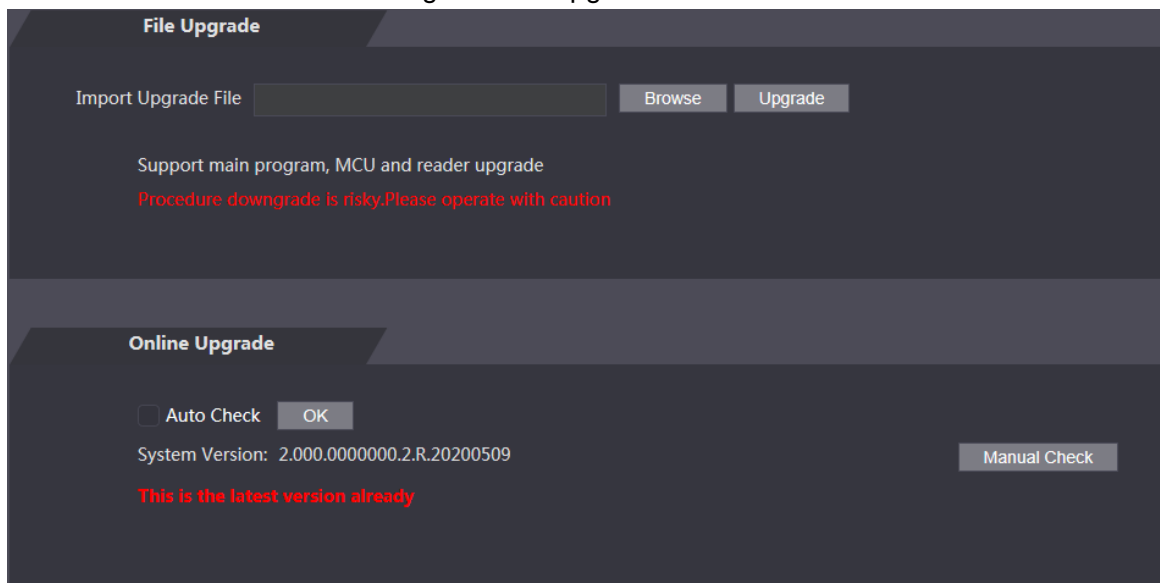 File Upgrade
Import Upgrade File Browse Upgrade
Support main program, MCU and reader upgrade
Procedure downgrade is risky.Please operate with caution
Online Upgrade
Auto Check OK
System Version: 2.000.0000000.2.R.20200509 Manual Check
This is the latest version already